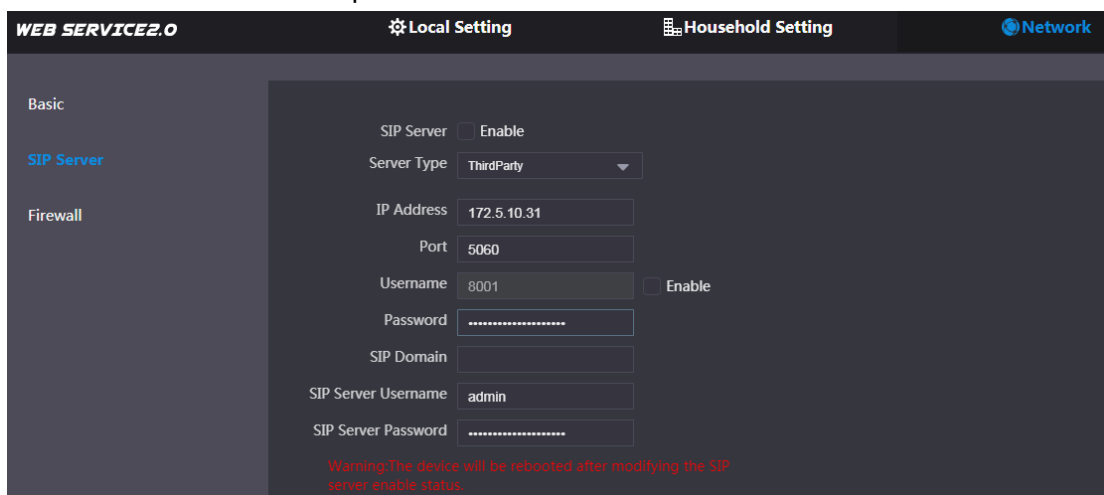 WEB SERVICE2.0 Local Setting Household Setting Network
Basic
SIP Server Enable
SIP Server
Server Type ThirdParty
Firewall
IP Address 172.5.10.31
Port 5060
Username 8001 Enable
Password ••••••••••••••••••••
SIP Domain
SIP Server Username admin
SIP Server Password ••••••••••••••••••••
Warning:The device will be rebooted after modifying the SIP
server enable status.